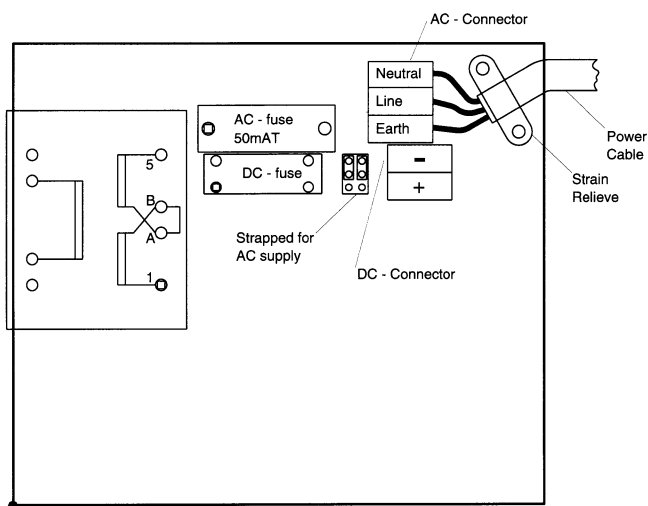 AC - Connector
Neutral
Line
Earth
Power
Cable
Strain
Relieve
AC - fuse
50mAT
DC - fuse
-
+
5
B
A
1
Strapped for
AC supply
DC - Connector